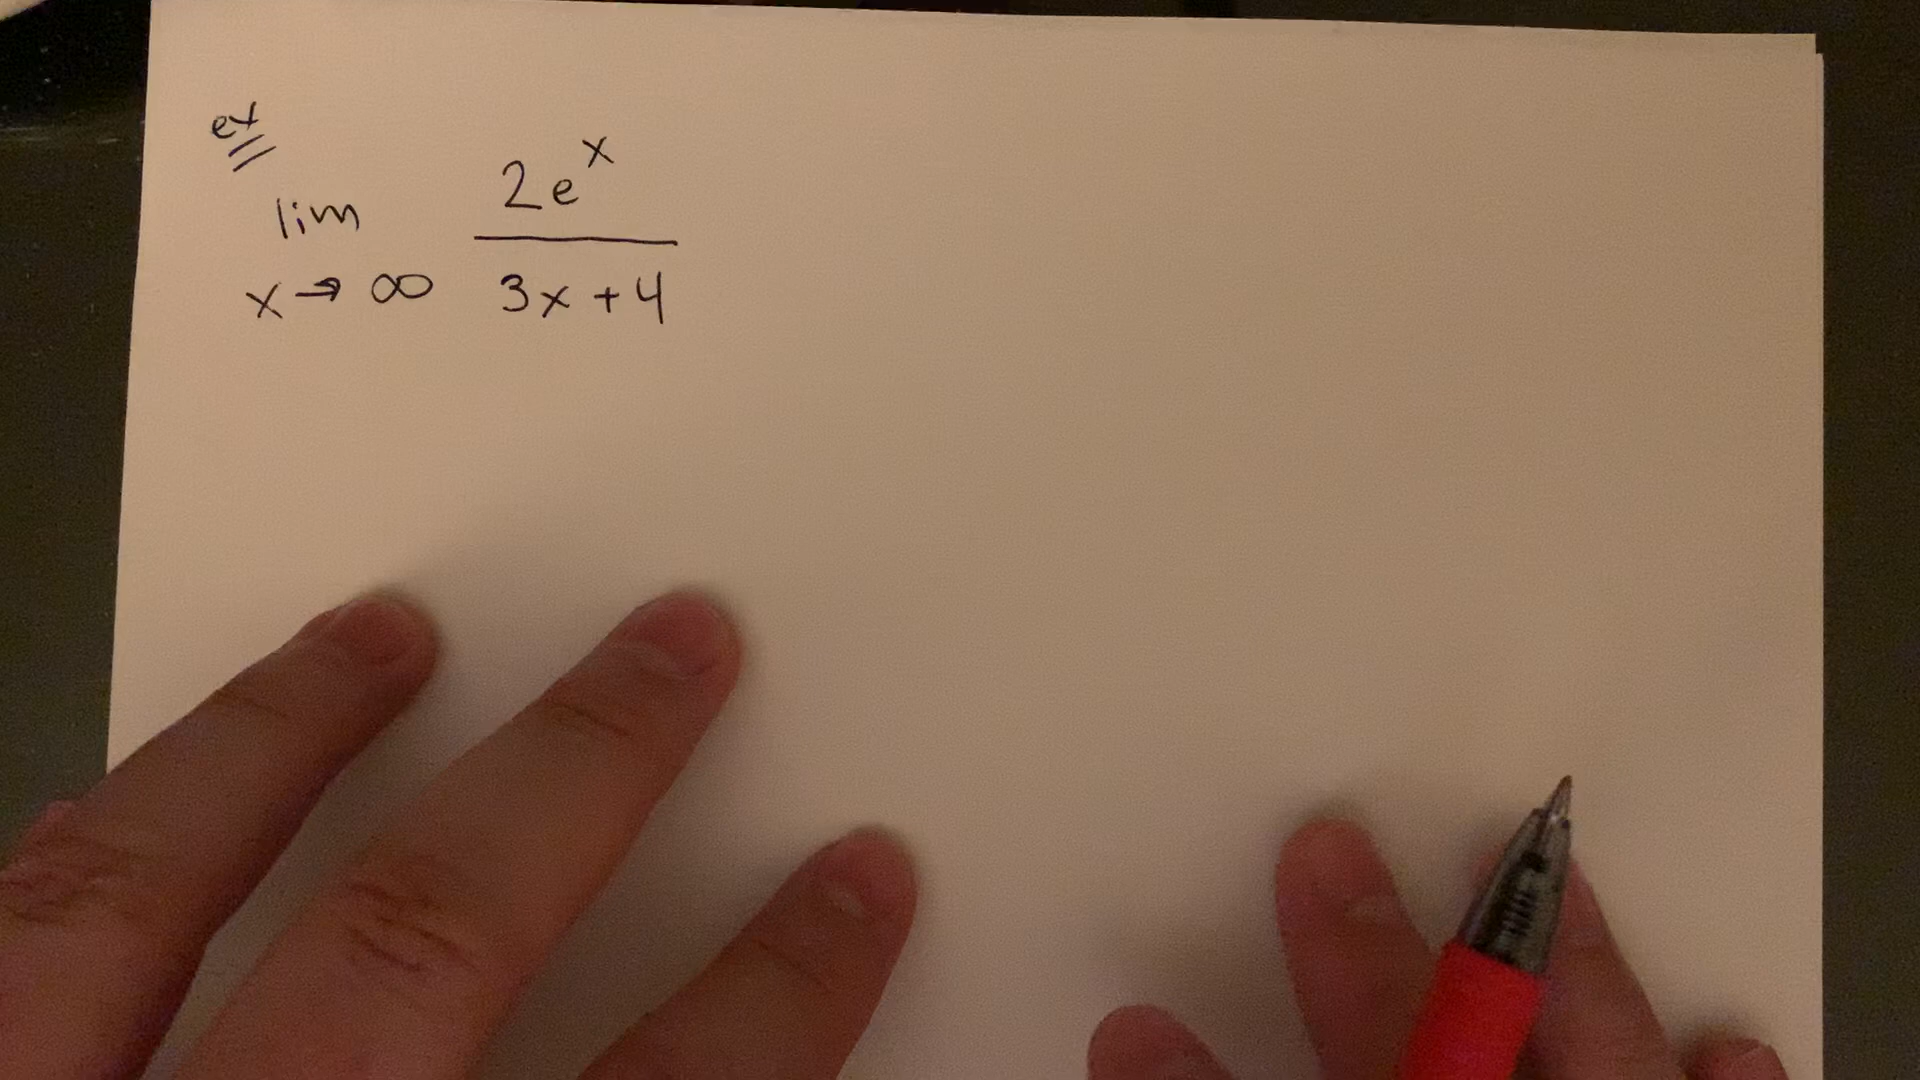 ex
lim 2e^x
x → ∞ 3x + 4